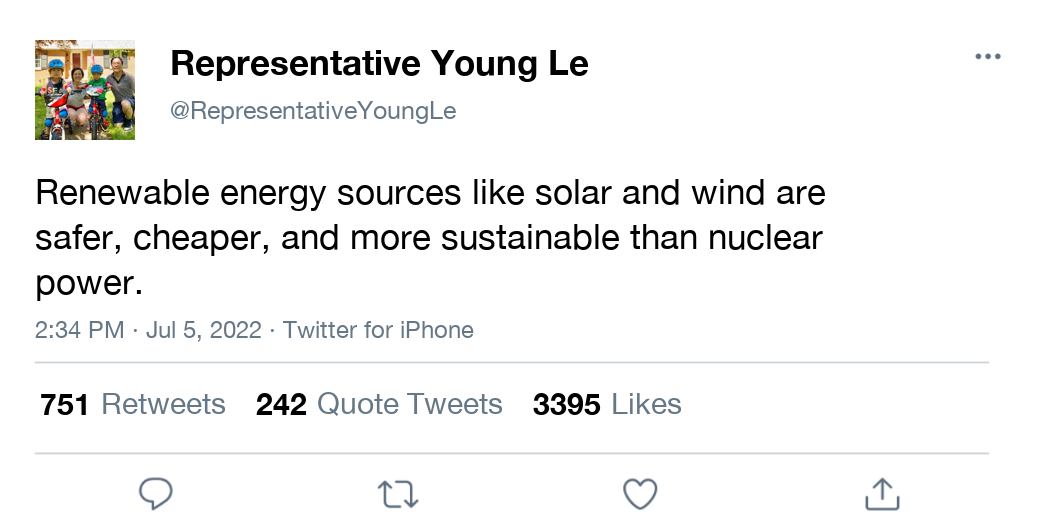 Representative Young Le
@RepresentativeYoungLe
Renewable energy sources like solar and wind are
safer, cheaper, and more sustainable than nuclear
power.
2:34 PM · Jul 5, 2022 · Twitter for iPhone
751 Retweets 242 Quote Tweets 3395 Likes